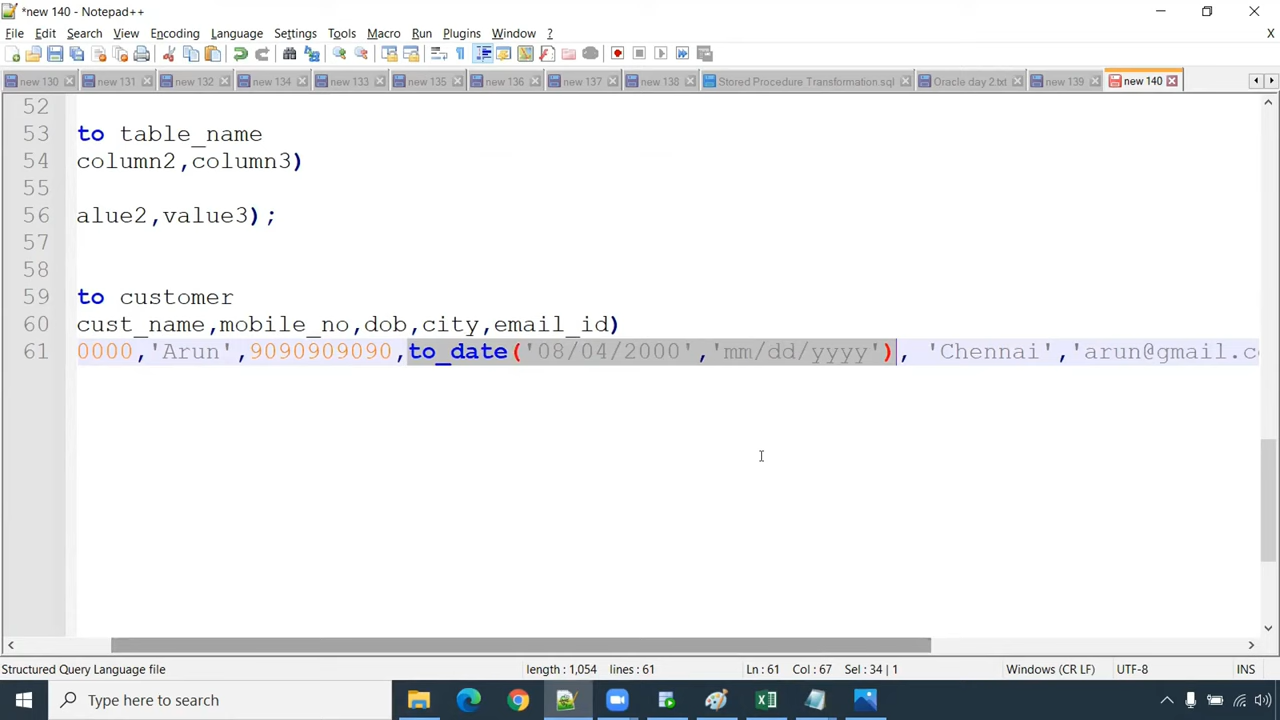 *new 140 - Notepad++
File Edit Search View Encoding Language Settings Tools Macro Run Plugins Window ? X
new 130 new 131 new 132 new 134 new 133 new 135 new 136 new 137 new 138 Stored Procedure Transformation.sql Oracle day 2.txt new 139 new 140
52
53 to table_name
54 column2,column3)
55
56 alue2,value3);
57
58
59 to customer
60 cust_name,mobile_no,dob,city,email_id)
61 0000,'Arun',9090909090,to_date('08/04/2000','mm/dd/yyyy'), 'Chennai','arun@gmail.c
Structured Query Language file length : 1,054 lines : 61 Ln : 61 Col : 67 Sel : 34 | 1 Windows (CR LF) UTF-8 INS
Type here to search